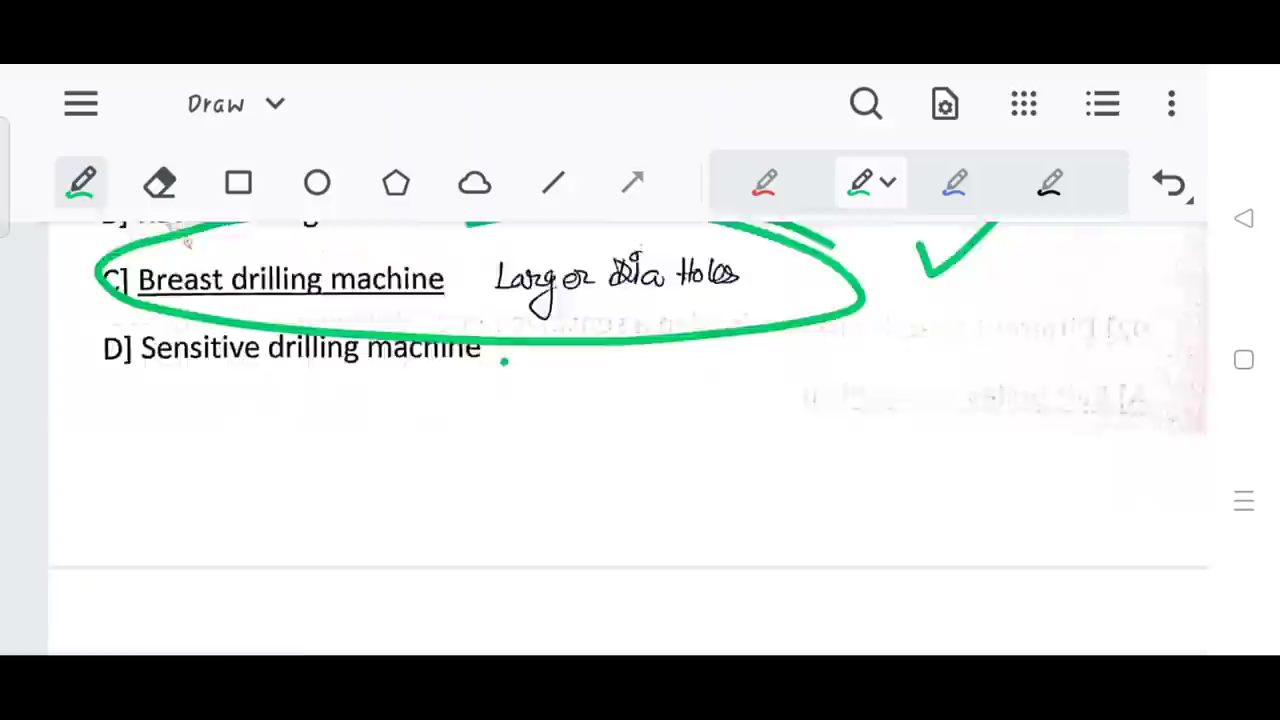 Draw
C] Breast drilling machine Larger Dia Holes
D] Sensitive drilling machine